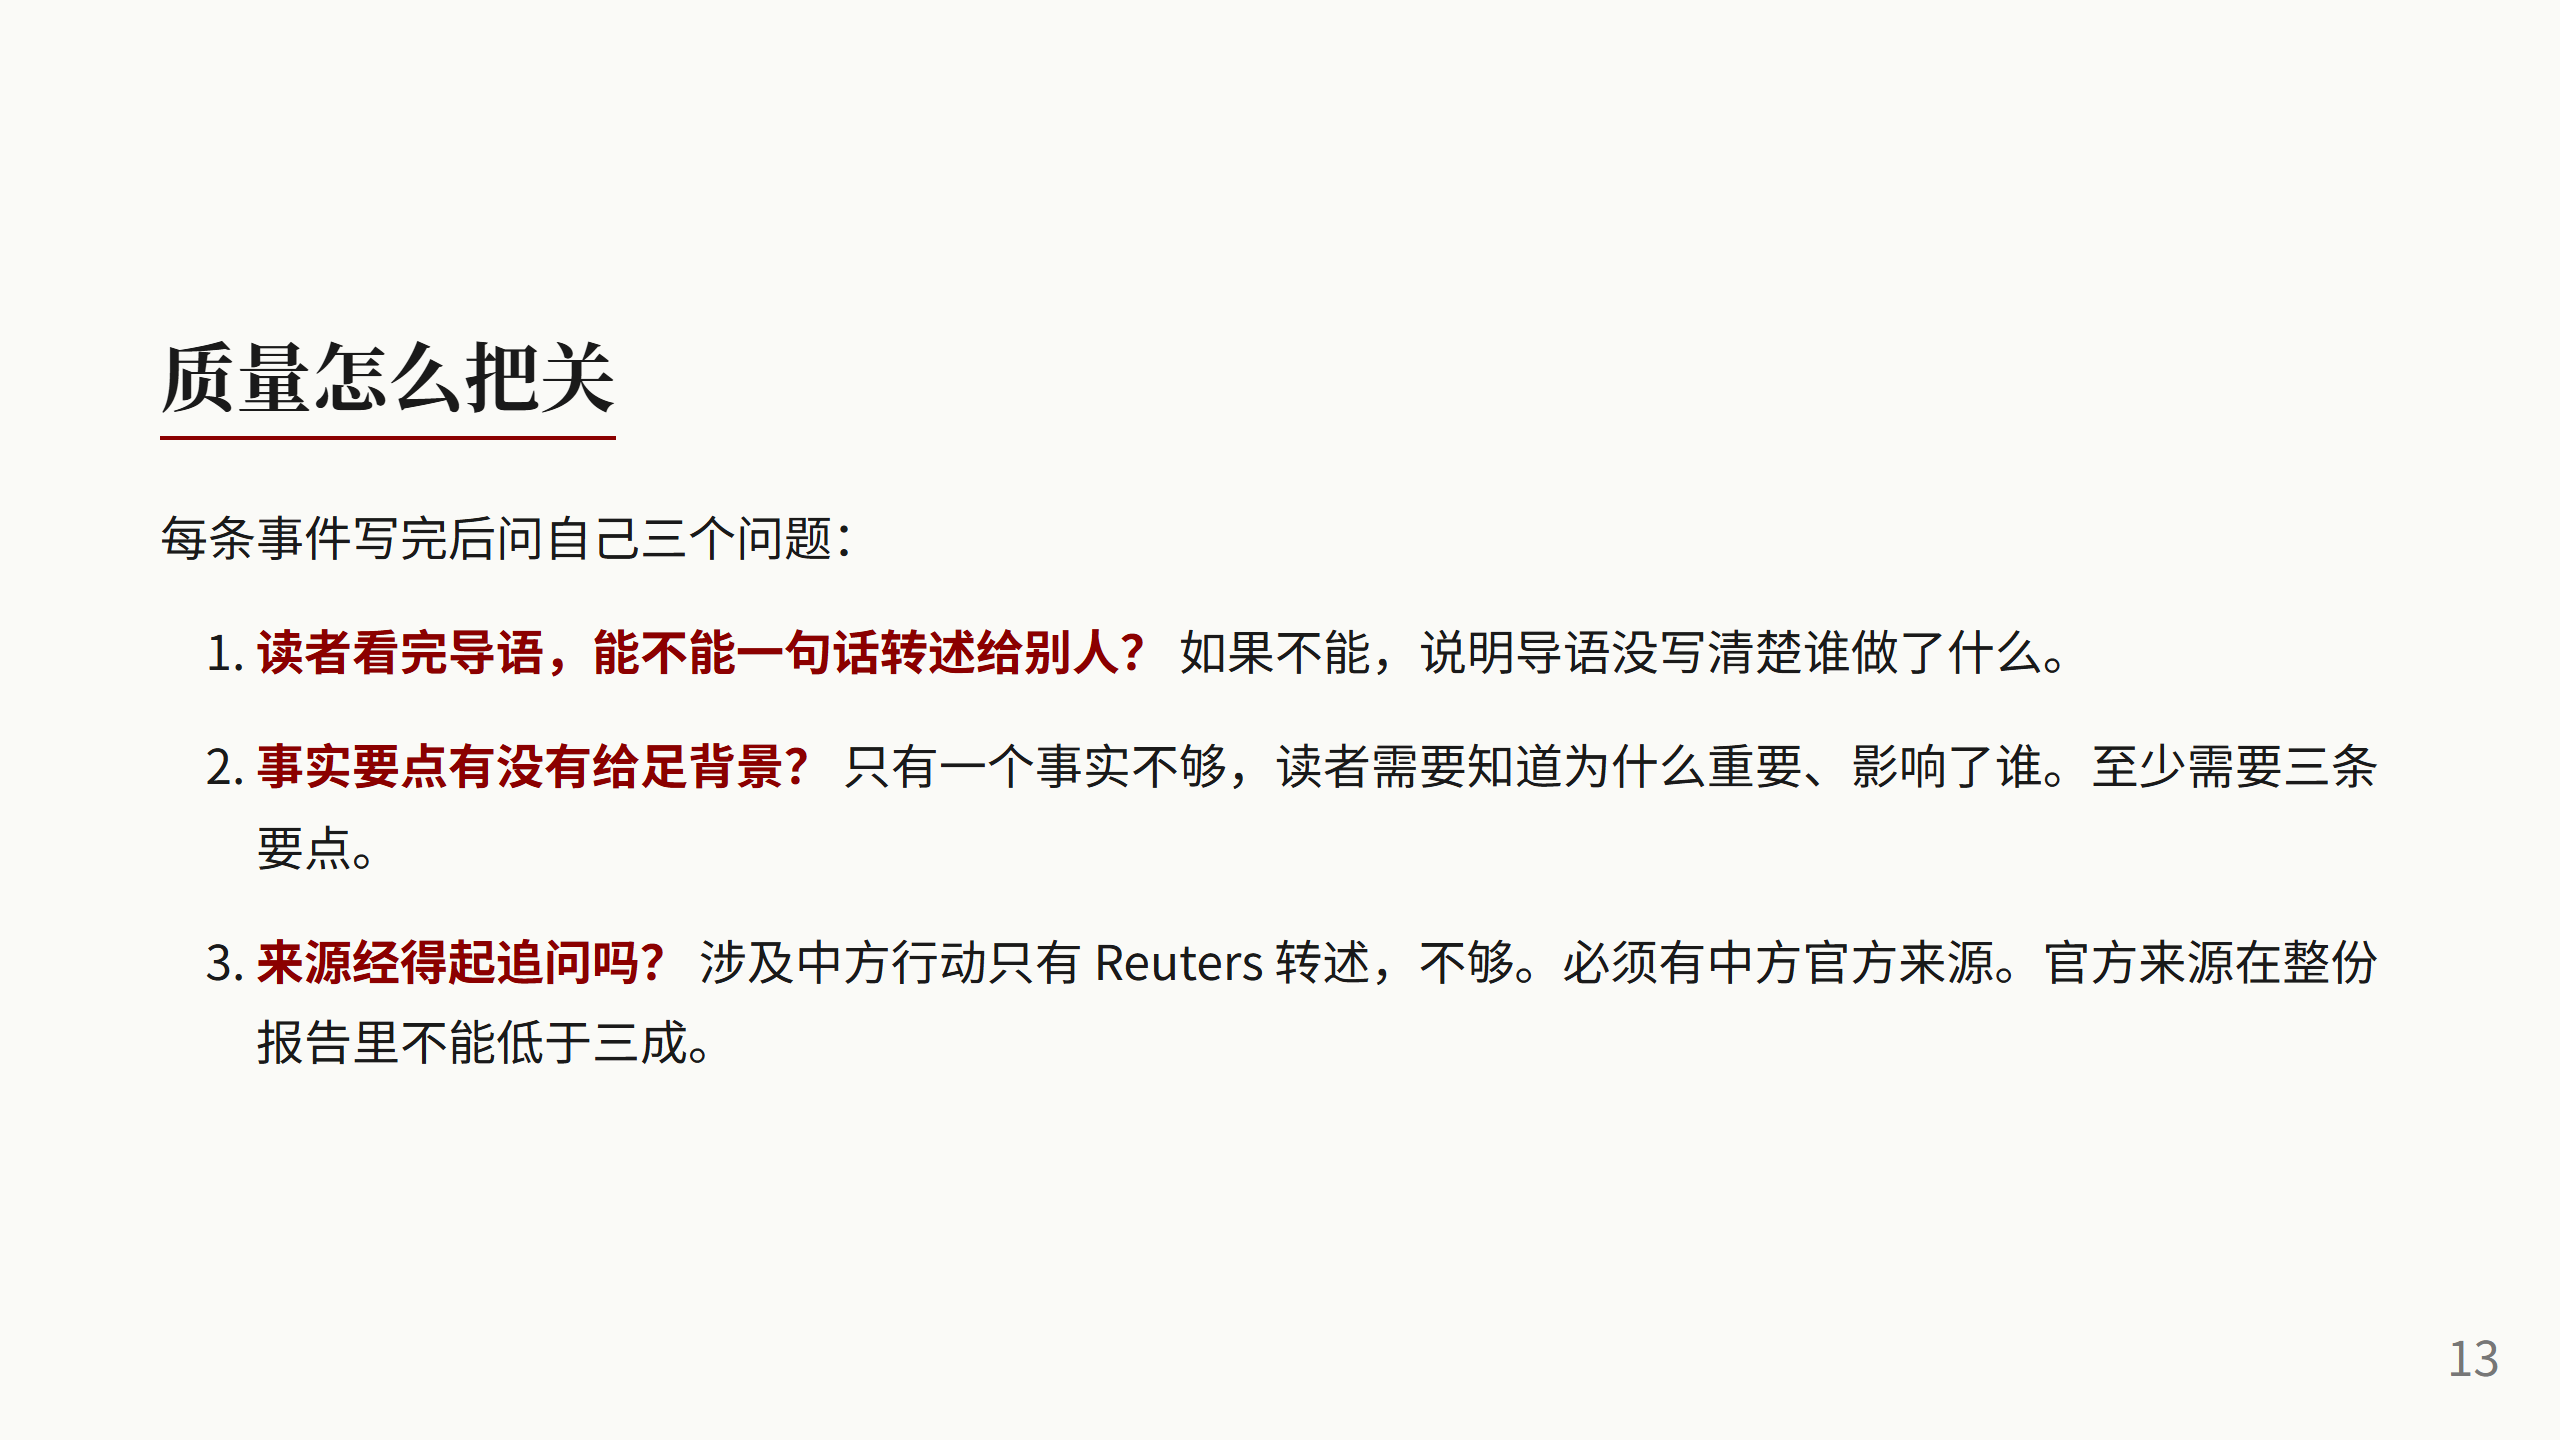 质量怎么把关
每条事件写完后问自己三个问题：
1. 读者看完导语，能不能一句话转述给别人？ 如果不能，说明导语没写清楚谁做了什么。
2. 事实要点有没有给足背景？ 只有一个事实不够，读者需要知道为什么重要、影响了谁。至少需要三条
要点。
3. 来源经得起追问吗？ 涉及中方行动只有 Reuters 转述，不够。必须有中方官方来源。官方来源在整份
报告里不能低于三成。
13